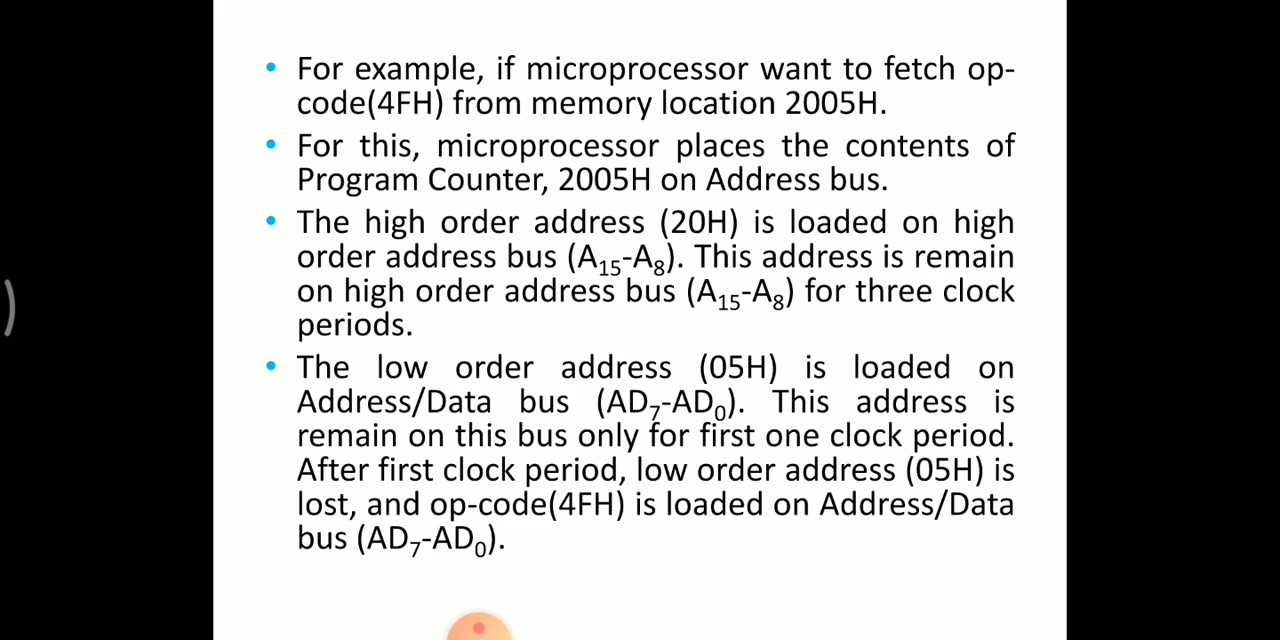 • For example, if microprocessor want to fetch op-
code(4FH) from memory location 2005H.
• For this, microprocessor places the contents of
Program Counter, 2005H on Address bus.
• The high order address (20H) is loaded on high
order address bus (A₁₅-A₈). This address is remain
on high order address bus (A₁₅-A₈) for three clock
periods.
• The low order address (05H) is loaded on
Address/Data bus (AD₇-AD₀). This address is
remain on this bus only for first one clock period.
After first clock period, low order address (05H) is
lost, and op-code(4FH) is loaded on Address/Data
bus (AD₇-AD₀).